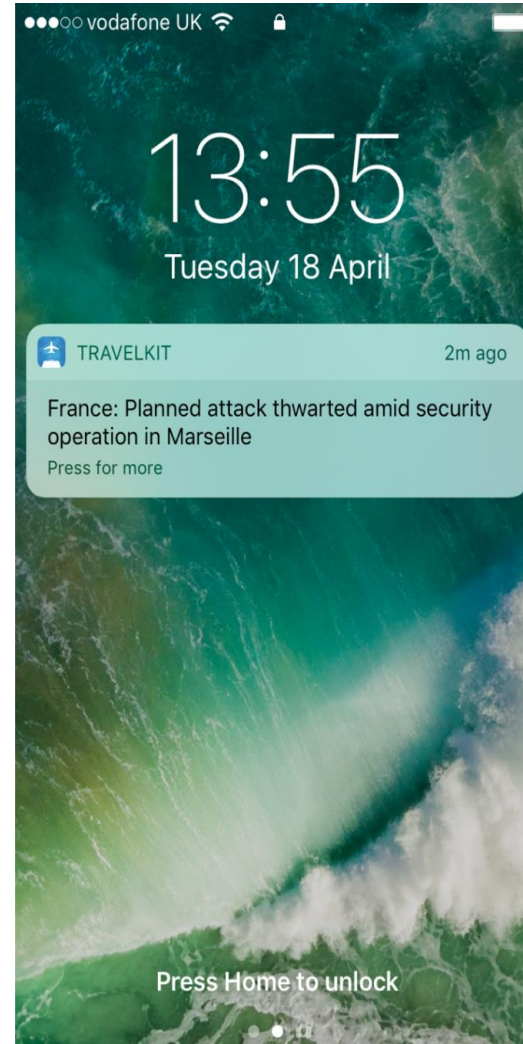 vodafone UK
13:55
Tuesday 18 April
TRAVELKIT 2m ago
France: Planned attack thwarted amid security
operation in Marseille
Press for more
Press Home to unlock